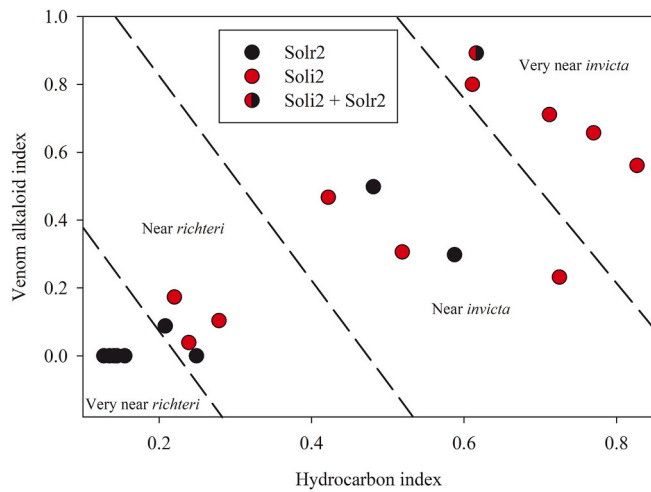 1.0
0.8
0.6
0.4
0.2
0.0
Venom alkaloid index
Solr2
Soli2
Soli2 + Solr2
Very near invicta
Near richteri
Near invicta
Very near richteri
0.2
0.4
0.6
0.8
Hydrocarbon index